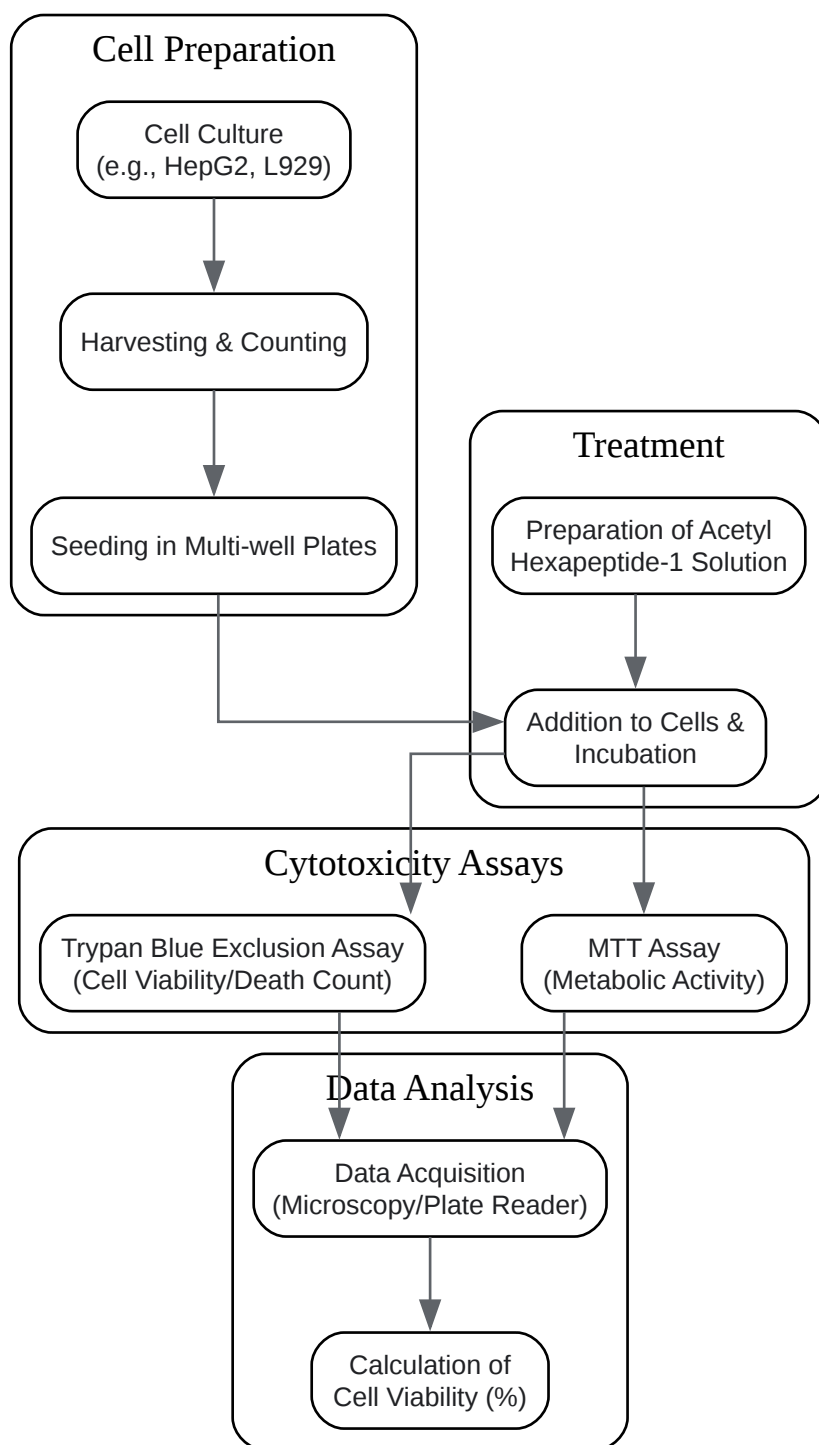 Cell Preparation
Cell Culture
(e.g., HepG2, L929)
Harvesting & Counting
Seeding in Multi-well Plates
Treatment
Preparation of Acetyl
Hexapeptide-1 Solution
Addition to Cells &
Incubation
Cytotoxicity Assays
Trypan Blue Exclusion Assay
(Cell Viability/Death Count)
MTT Assay
(Metabolic Activity)
Data Analysis
Data Acquisition
(Microscopy/Plate Reader)
Calculation of
Cell Viability (%)